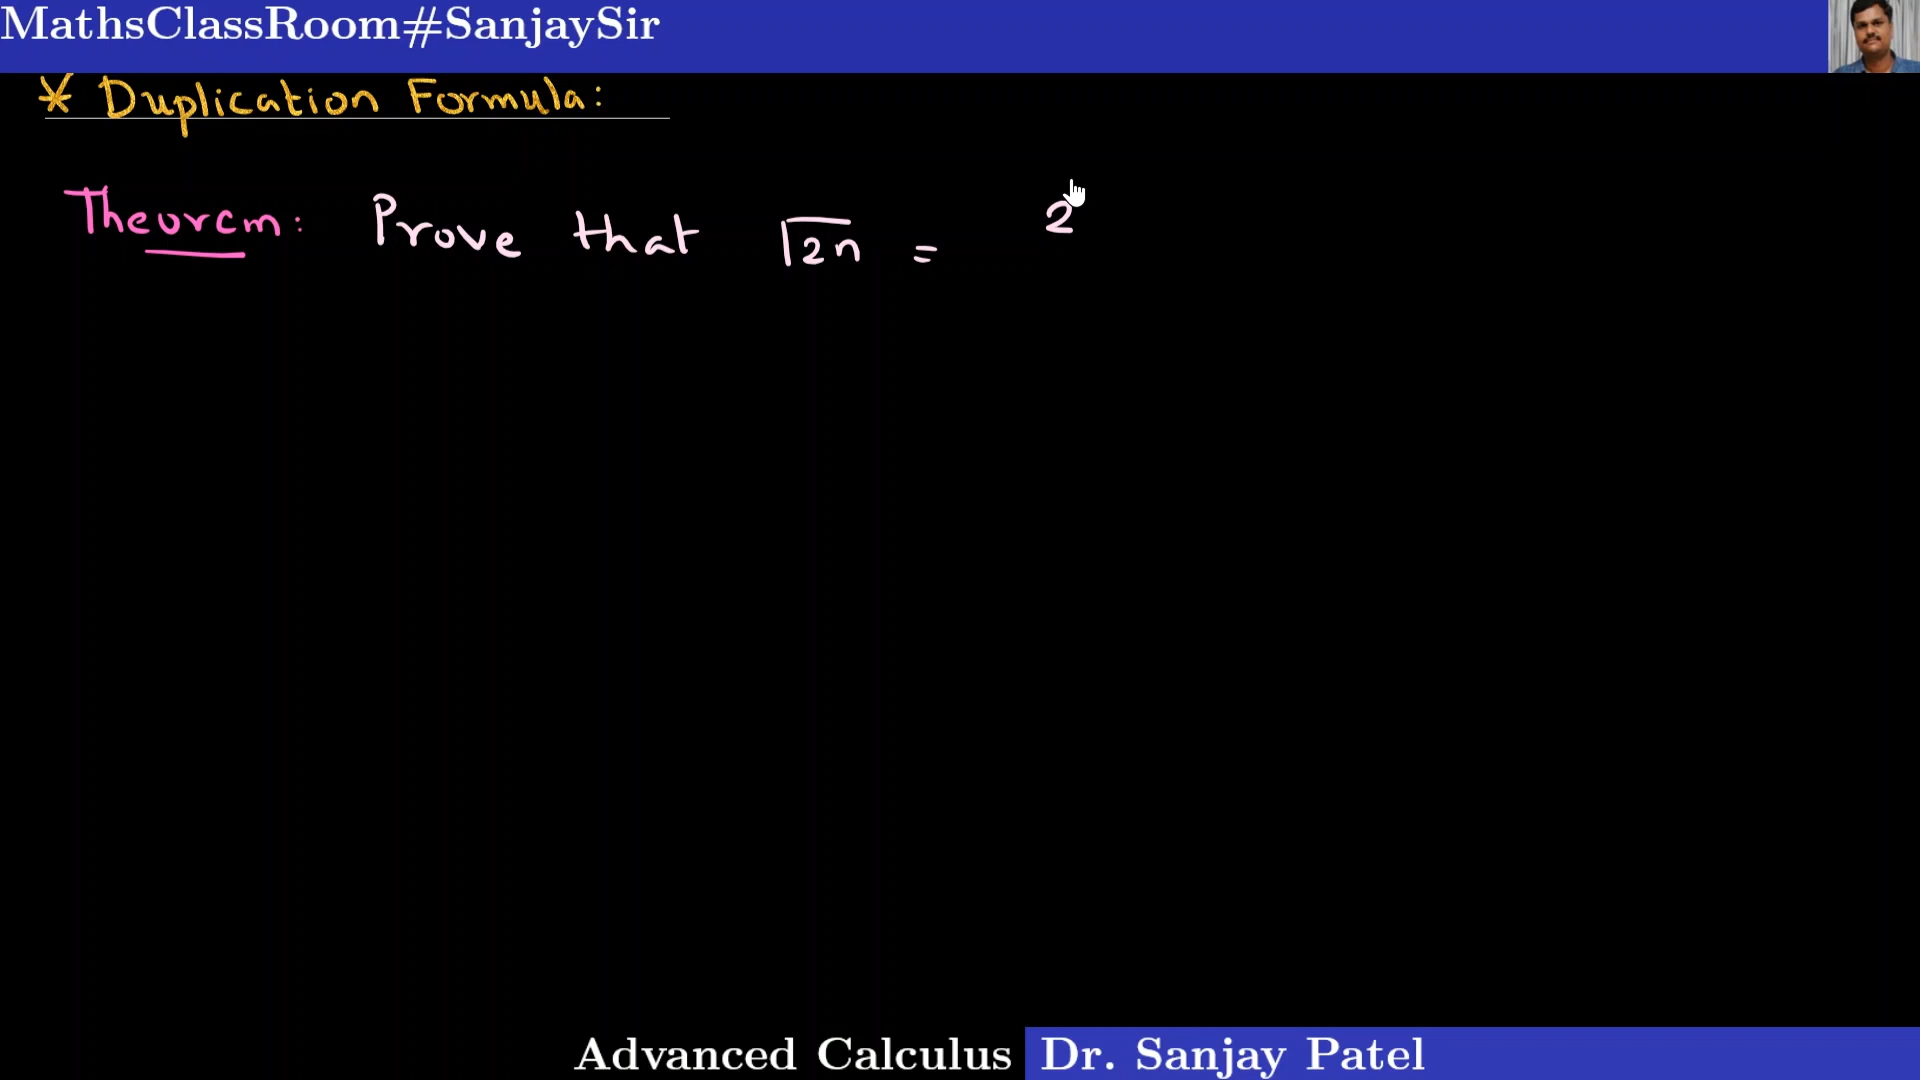 MathsClassRoom#SanjaySir
* Duplication Formula:
Theorem: Prove that Γ2n = 2
Advanced Calculus Dr. Sanjay Patel